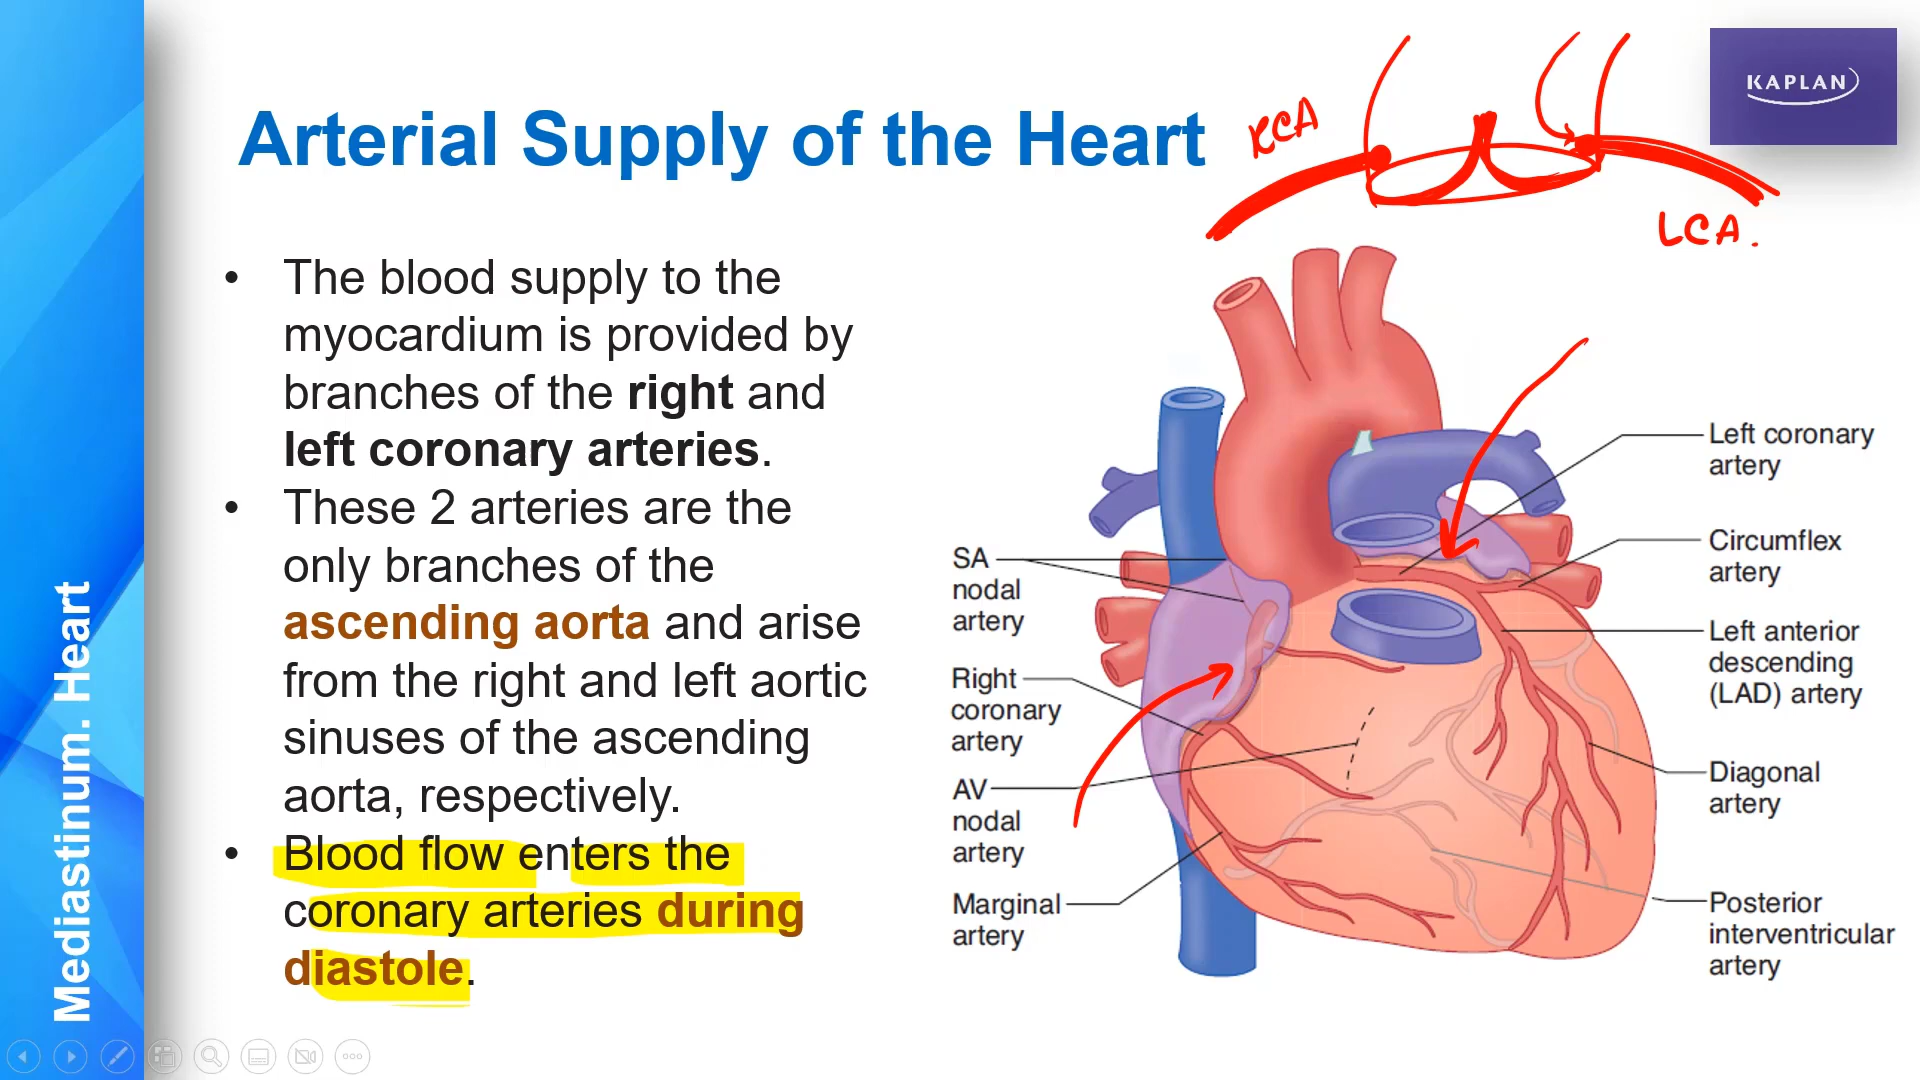 KAPLAN
Arterial Supply of the Heart
RCA
LCA.
• The blood supply to the
myocardium is provided by
branches of the right and
left coronary arteries.
• These 2 arteries are the
only branches of the
ascending aorta and arise
from the right and left aortic
sinuses of the ascending
aorta, respectively.
• Blood flow enters the
coronary arteries during
diastole.
Mediastinum. Heart
SA
nodal
artery
Right
coronary
artery
AV
nodal
artery
Marginal
artery
Left coronary
artery
Circumflex
artery
Left anterior
descending
(LAD) artery
Diagonal
artery
Posterior
interventricular
artery